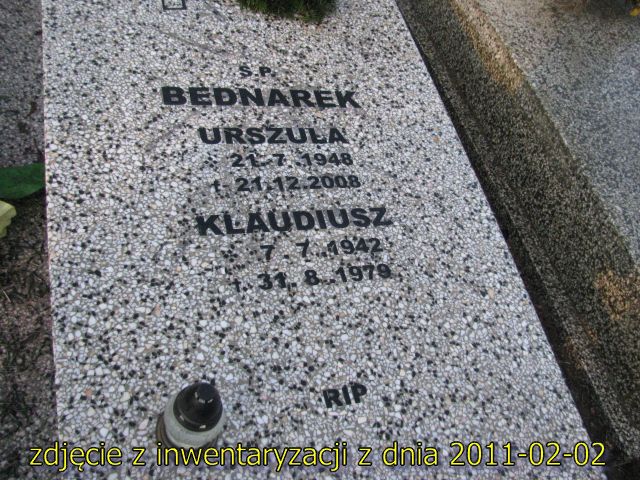 Ś.P.
BEDNAREK
URSZULA
* 21.7.1948
† 21.12.2008
KLAUDIUSZ
* 7.7.1942
† 31.8.1979
RIP
zdjęcie z inwentaryzacji z dnia 2011-02-02